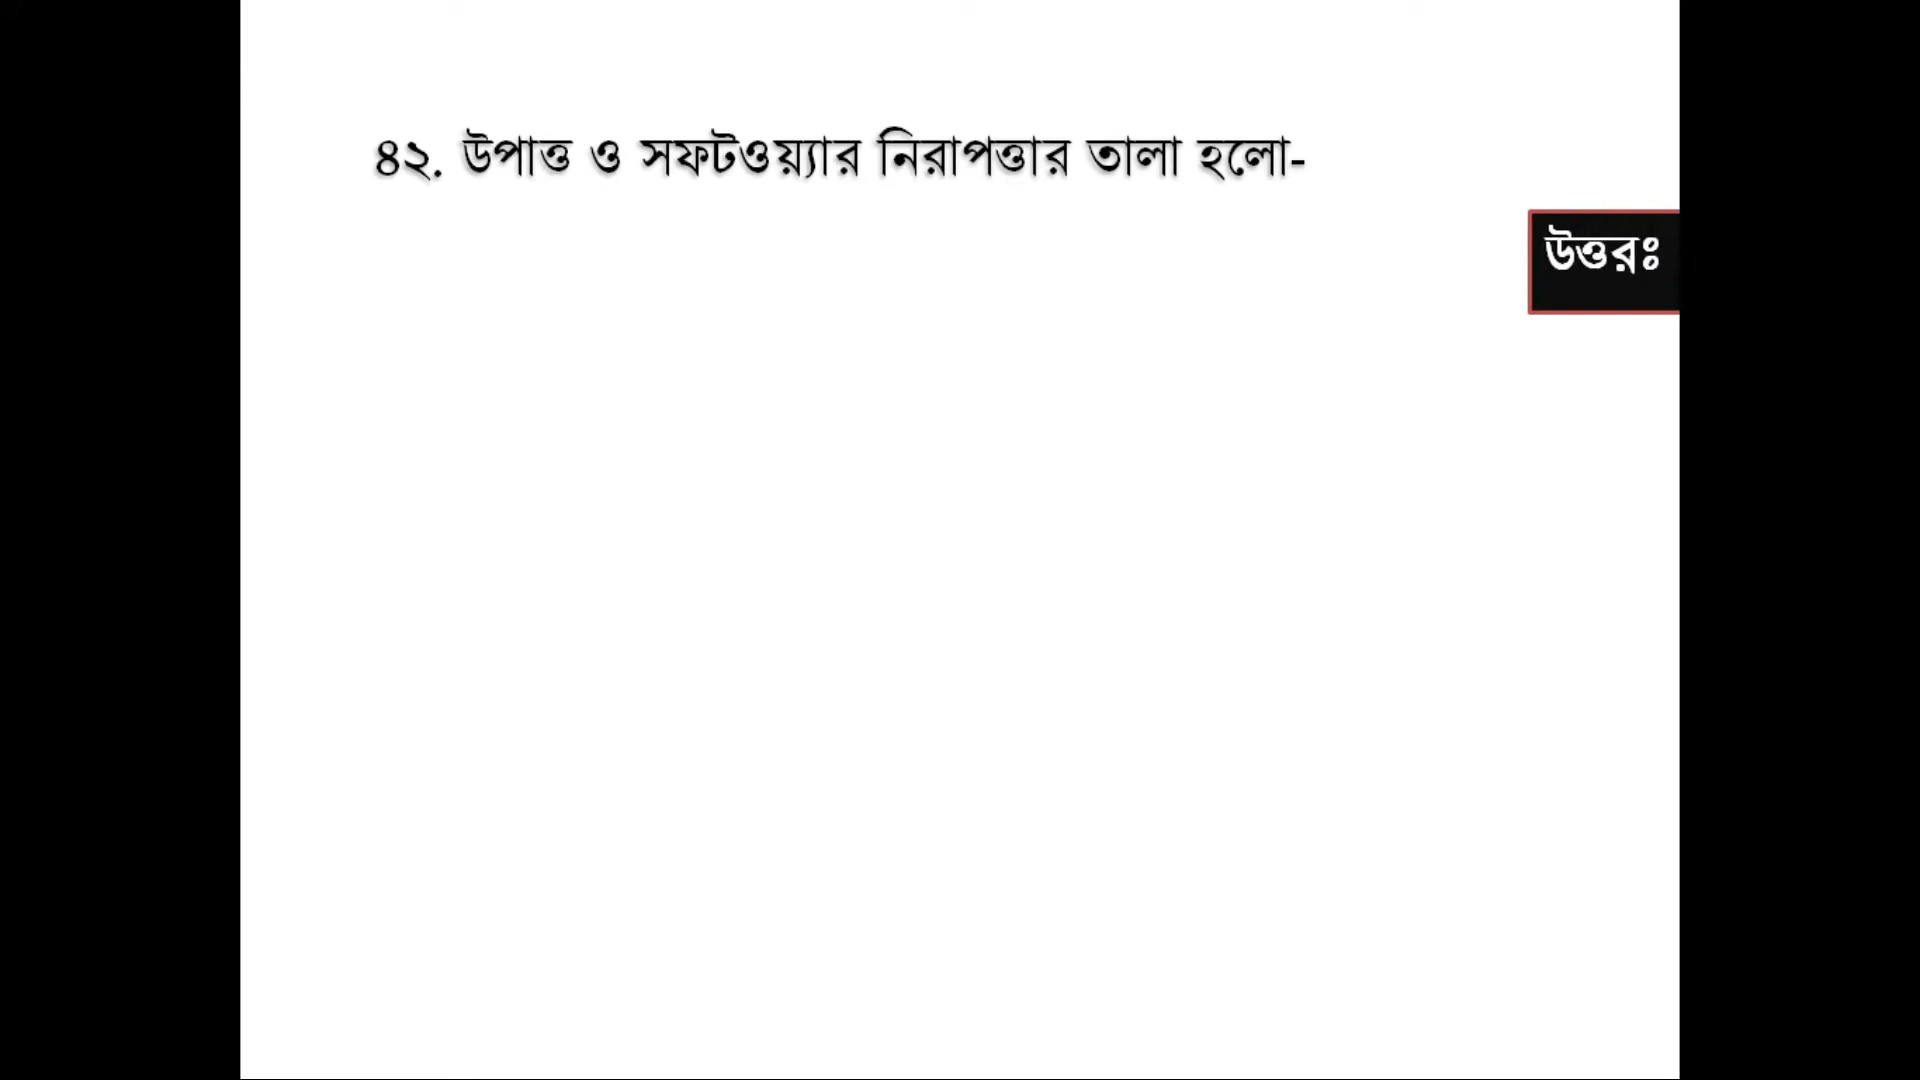 ৪২. উপাত্ত ও সফটওয়্যার নিরাপত্তার তালা হলো-
উত্তরঃ